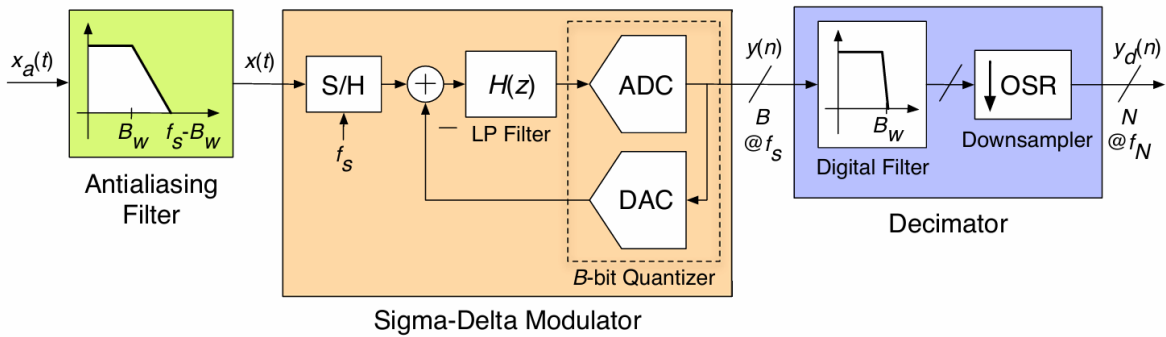 xa(t)
Bw
fs-Bw
Antialiasing
Filter
x(t)
S/H
fs
+
−
H(z)
LP Filter
ADC
DAC
B-bit Quantizer
Sigma-Delta Modulator
y(n)
B
@fs
Bw
Digital Filter
OSR
Downsampler
Decimator
yd(n)
N
@fN